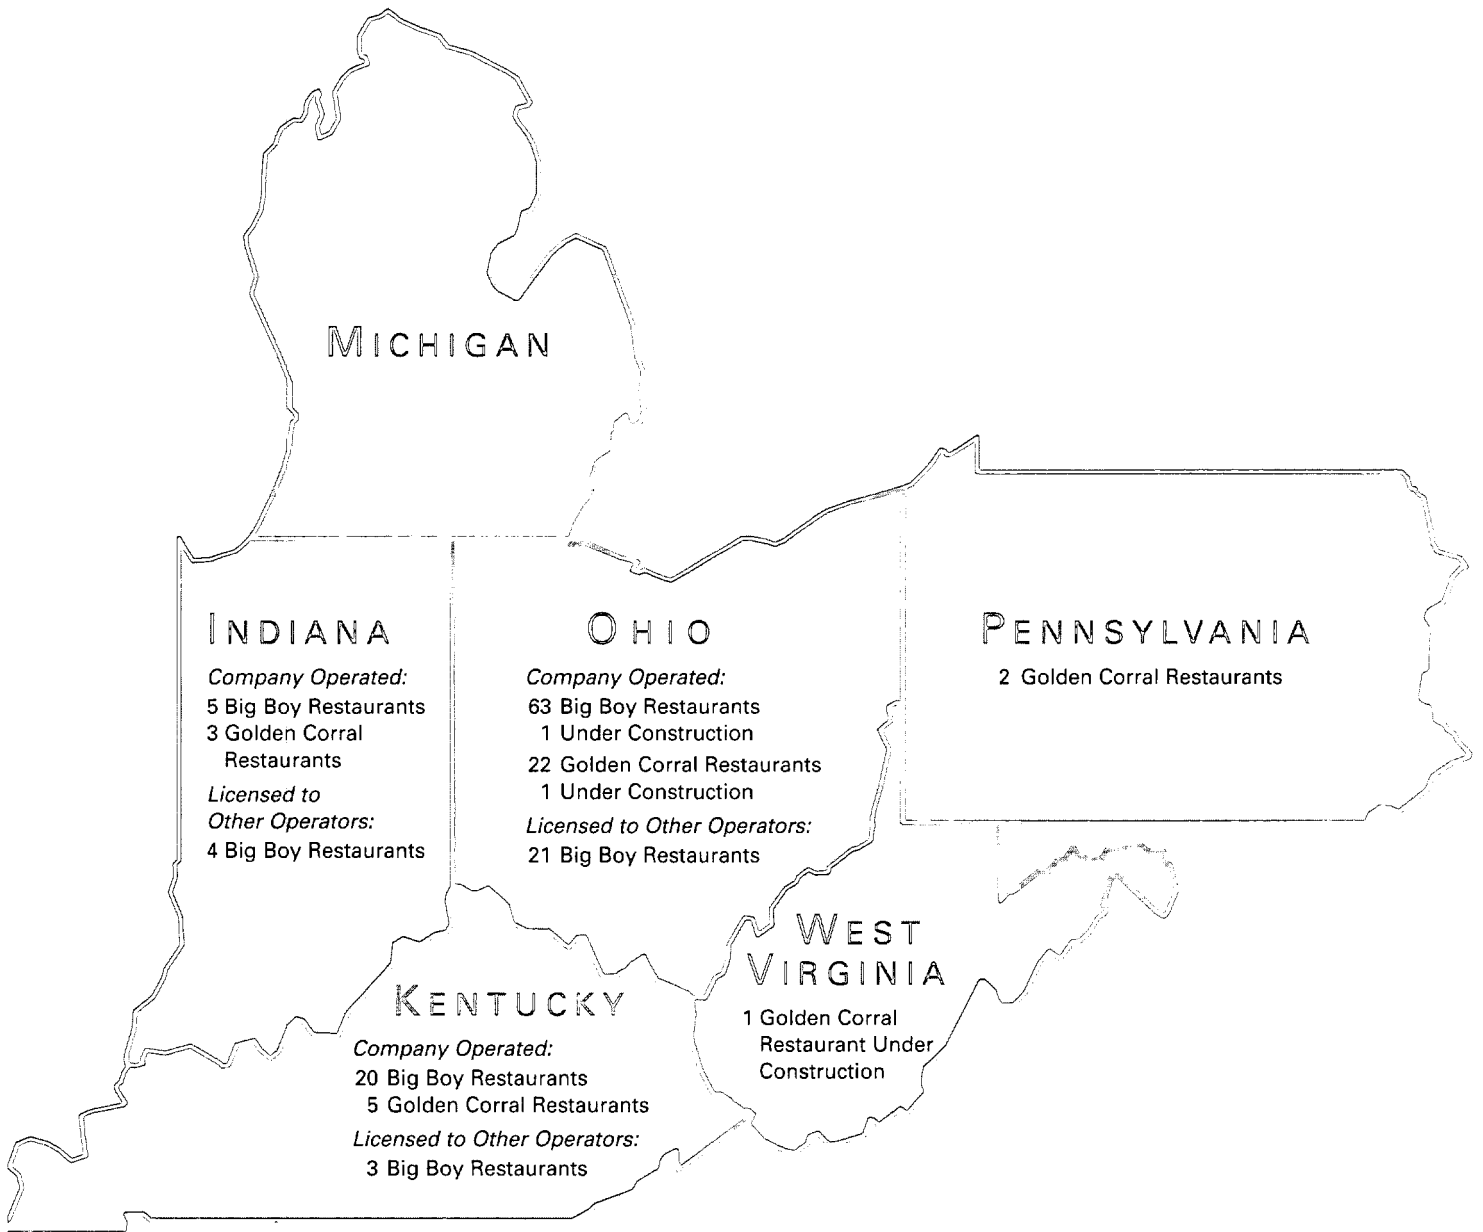 MICHIGAN
INDIANA
Company Operated:
5 Big Boy Restaurants
3 Golden Corral
Restaurants
Licensed to
Other Operators:
4 Big Boy Restaurants
OHIO
Company Operated:
63 Big Boy Restaurants
1 Under Construction
22 Golden Corral Restaurants
1 Under Construction
Licensed to Other Operators:
21 Big Boy Restaurants
PENNSYLVANIA
2 Golden Corral Restaurants
KENTUCKY
Company Operated:
20 Big Boy Restaurants
5 Golden Corral Restaurants
Licensed to Other Operators:
3 Big Boy Restaurants
WEST
VIRGINIA
1 Golden Corral
Restaurant Under
Construction